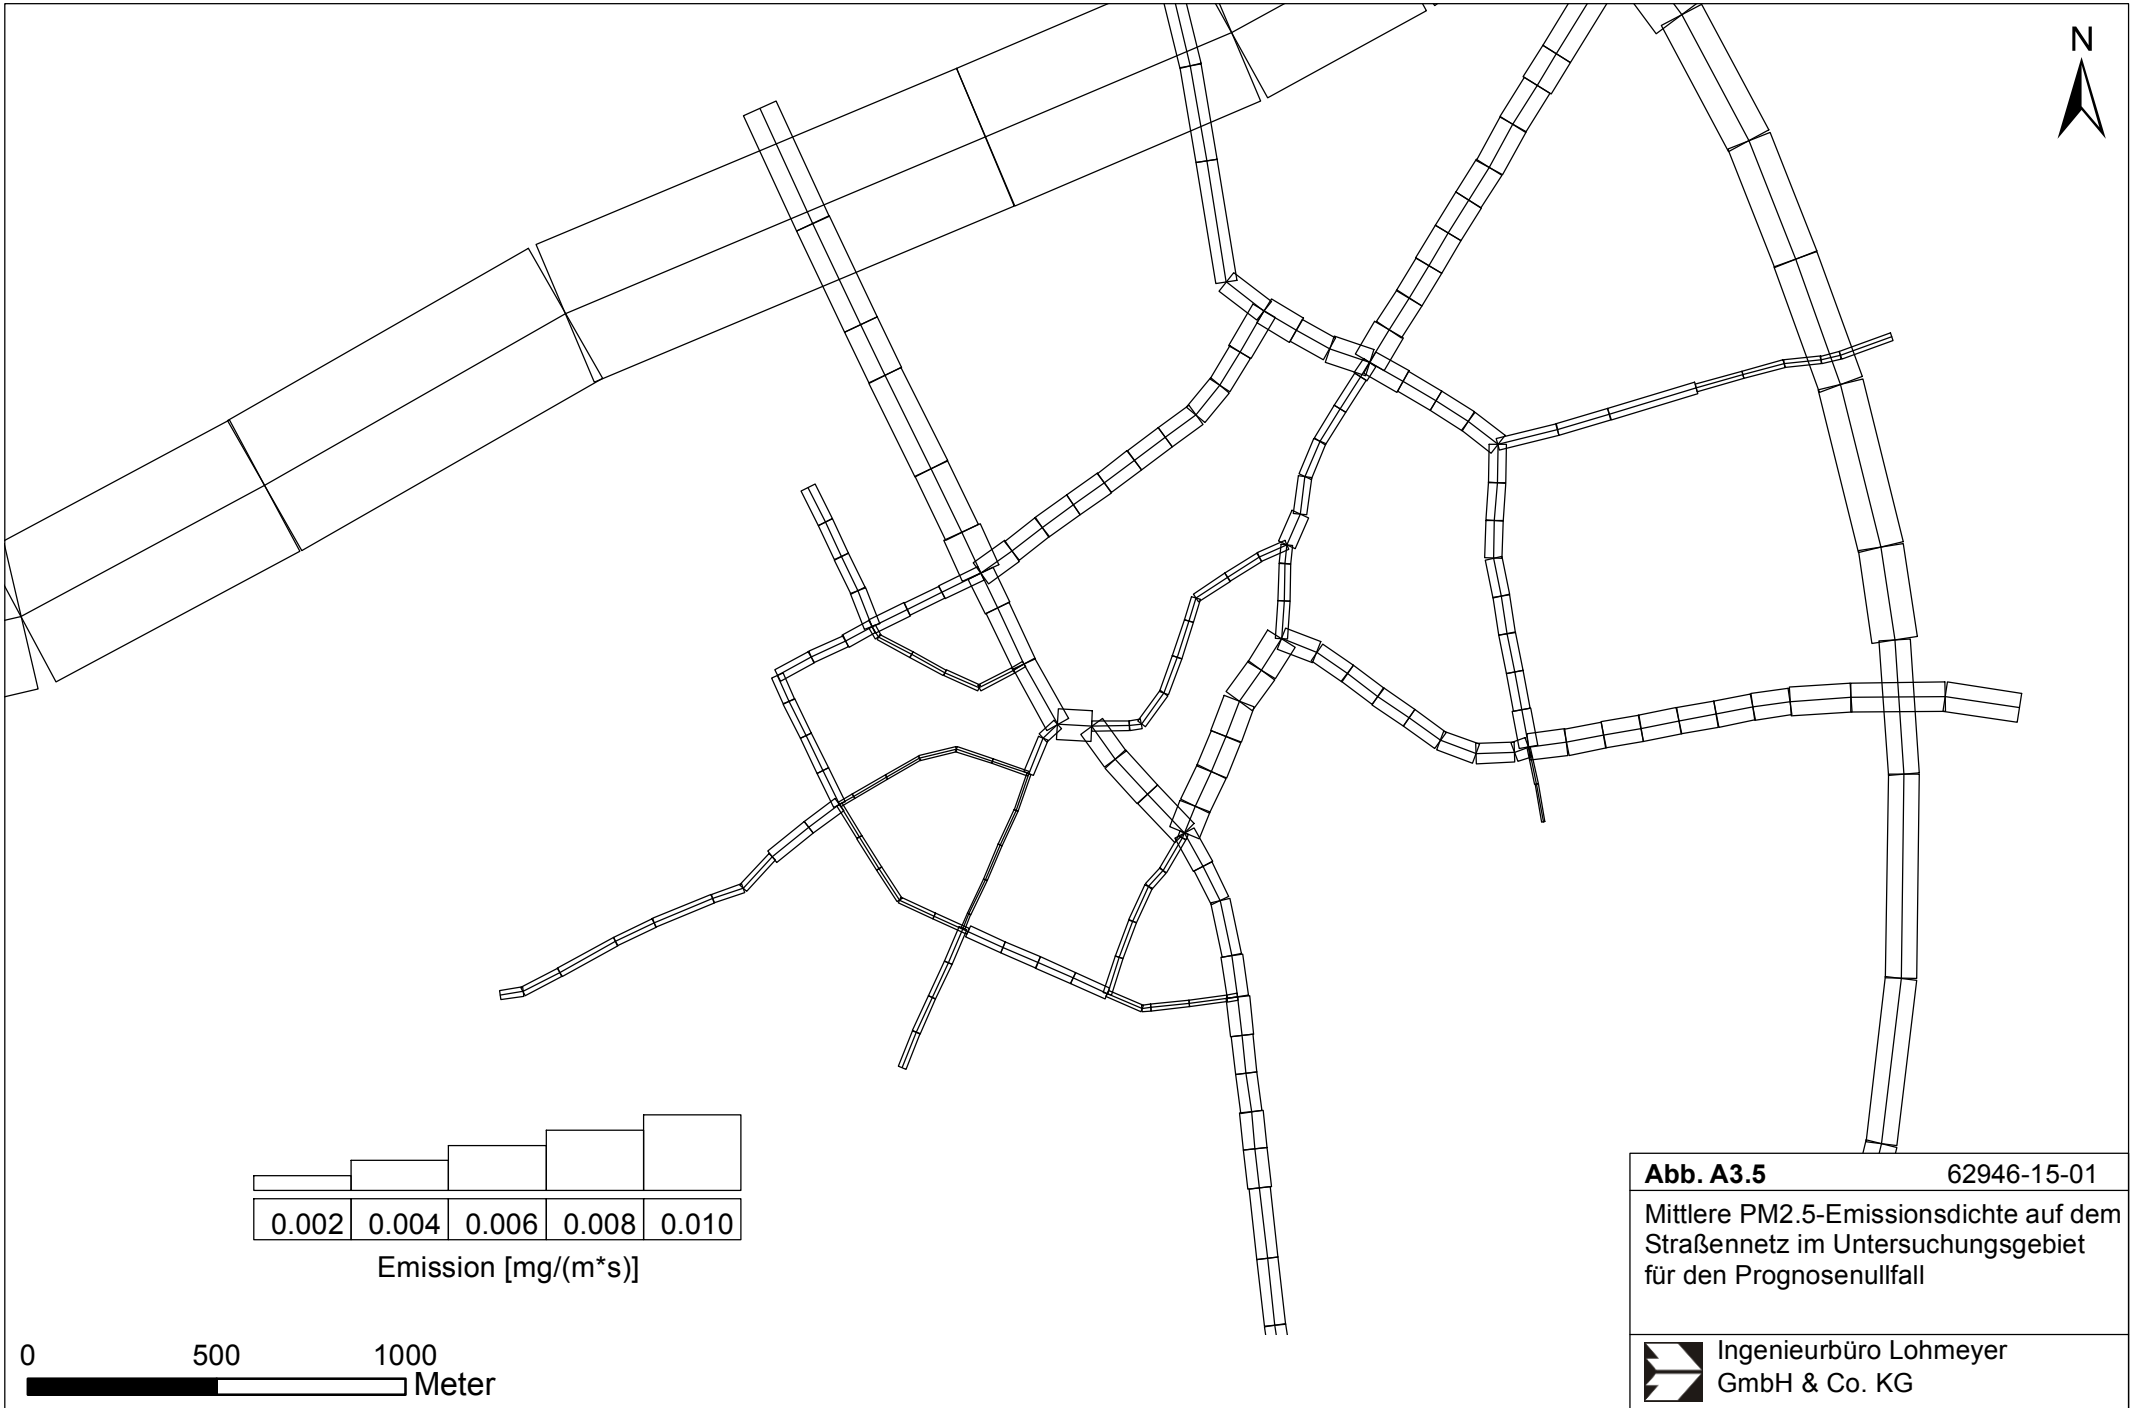 N
0.002 0.004 0.006 0.008 0.010
Emission [mg/(m*s)]
0 500 1000
Meter
Abb. A3.5 62946-15-01
Mittlere PM2.5-Emissionsdichte auf dem
Straßennetz im Untersuchungsgebiet
für den Prognosenullfall
Ingenieurbüro Lohmeyer
GmbH & Co. KG